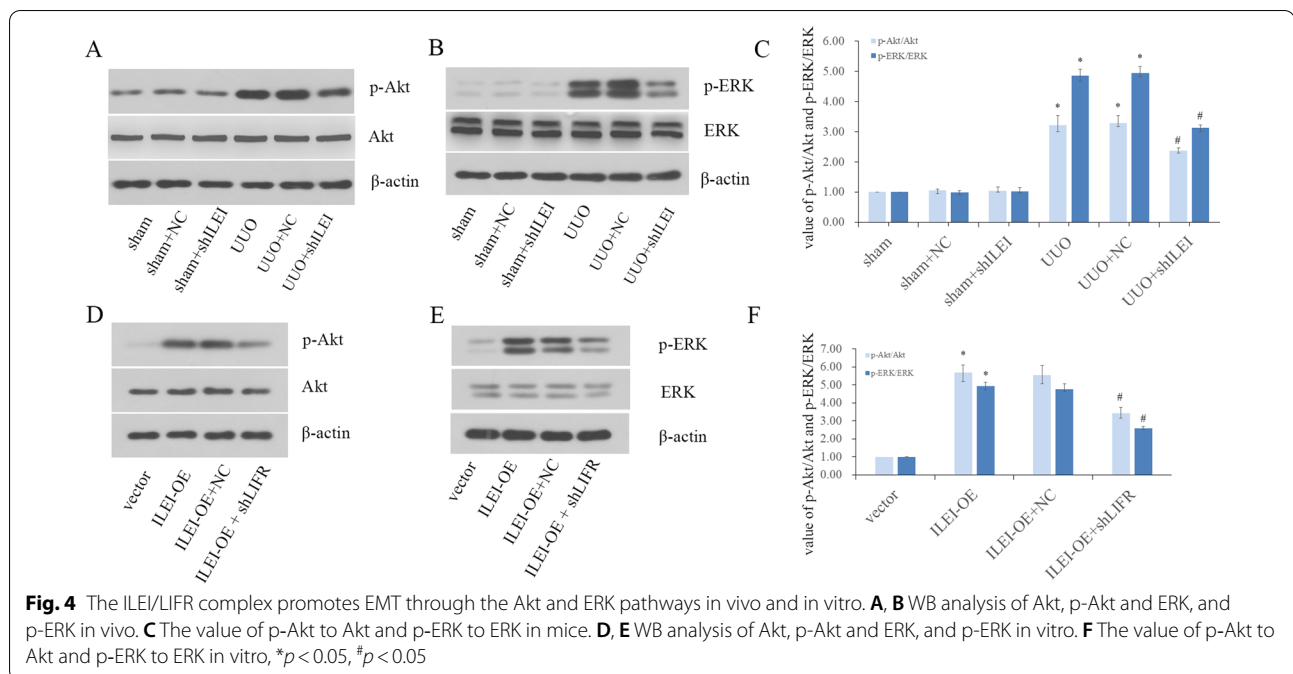 A
p-Akt
Akt
β-actin
sham
sham+NC
sham+shILEI
UUO
UUO+NC
UUO+shILEI
B
p-ERK
ERK
β-actin
sham
sham+NC
sham+shILEI
UUO
UUO+NC
UUO+shILEI
C
value of p-Akt/Akt and p-ERK/ERK
6.00
5.00
4.00
3.00
2.00
1.00
0.00
p-Akt/Akt
p-ERK/ERK
*
*
*
*
#
#
sham
sham+NC
sham+shILEI
UUO
UUO+NC
UUO+shILEI
D
p-Akt
Akt
β-actin
vector
ILEI-OE
ILEI-OE+NC
ILEI-OE + shLIFR
E
p-ERK
ERK
β-actin
vector
ILEI-OE
ILEI-OE+NC
ILEI-OE + shLIFR
F
value of p-Akt/Akt and p-ERK/ERK
7.00
6.00
5.00
4.00
3.00
2.00
1.00
0.00
p-Akt/Akt
p-ERK/ERK
*
*
#
#
vector
ILEI-OE
ILEI-OE+NC
ILEI-OE+shLIFR
Fig. 4 The ILEI/LIFR complex promotes EMT through the Akt and ERK pathways in vivo and in vitro. A, B WB analysis of Akt, p-Akt and ERK, and
p-ERK in vivo. C The value of p-Akt to Akt and p-ERK to ERK in mice. D, E WB analysis of Akt, p-Akt and ERK, and p-ERK in vitro. F The value of p-Akt to
Akt and p-ERK to ERK in vitro, *p < 0.05, #p < 0.05